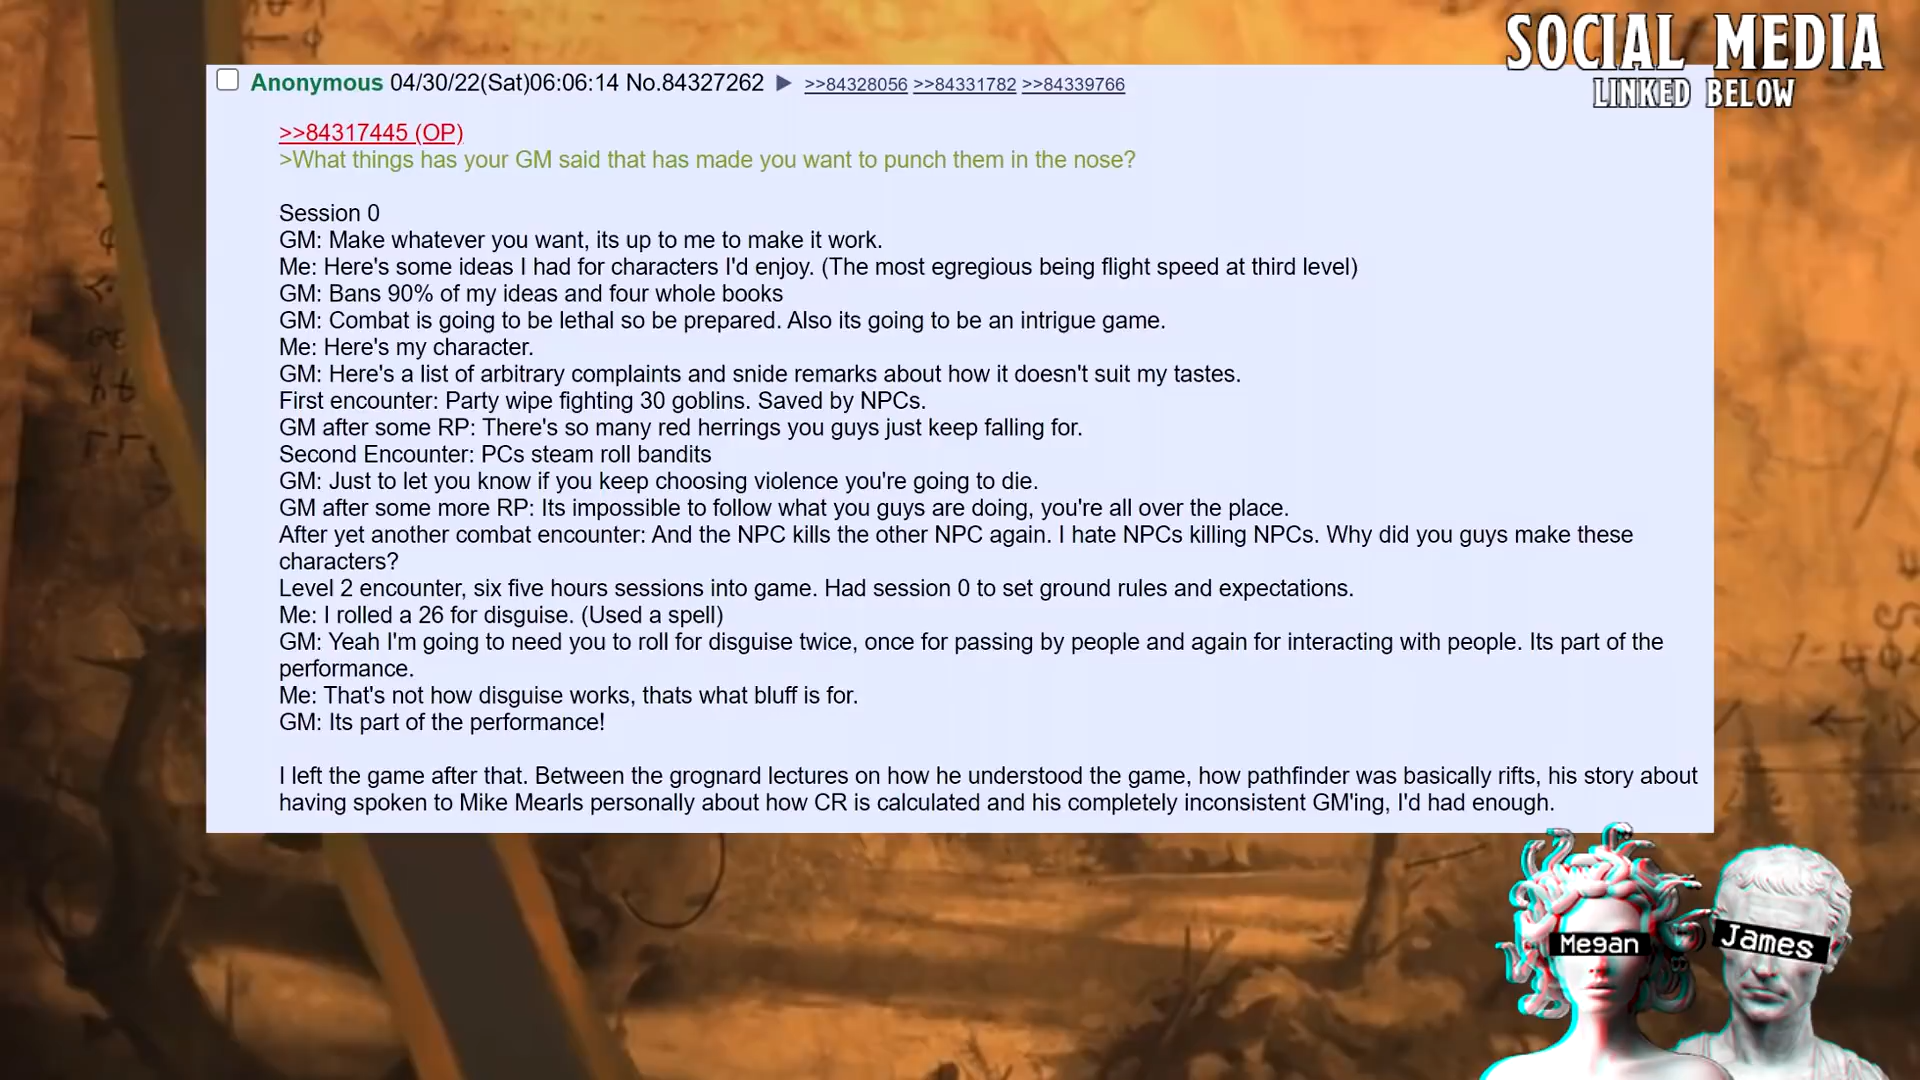 SOCIAL MEDIA
LINKED BELOW
Anonymous 04/30/22(Sat)06:06:14 No.84327262 ▶ >>84328056 >>84331782 >>84339766
>>84317445 (OP)
>What things has your GM said that has made you want to punch them in the nose?
Session 0
GM: Make whatever you want, its up to me to make it work.
Me: Here's some ideas I had for characters I'd enjoy. (The most egregious being flight speed at third level)
GM: Bans 90% of my ideas and four whole books
GM: Combat is going to be lethal so be prepared. Also its going to be an intrigue game.
Me: Here's my character.
GM: Here's a list of arbitrary complaints and snide remarks about how it doesn't suit my tastes.
First encounter: Party wipe fighting 30 goblins. Saved by NPCs.
GM after some RP: There's so many red herrings you guys just keep falling for.
Second Encounter: PCs steam roll bandits
GM: Just to let you know if you keep choosing violence you're going to die.
GM after some more RP: Its impossible to follow what you guys are doing, you're all over the place.
After yet another combat encounter: And the NPC kills the other NPC again. I hate NPCs killing NPCs. Why did you guys make these
characters?
Level 2 encounter, six five hours sessions into game. Had session 0 to set ground rules and expectations.
Me: I rolled a 26 for disguise. (Used a spell)
GM: Yeah I'm going to need you to roll for disguise twice, once for passing by people and again for interacting with people. Its part of the
performance.
Me: That's not how disguise works, thats what bluff is for.
GM: Its part of the performance!
I left the game after that. Between the grognard lectures on how he understood the game, how pathfinder was basically rifts, his story about
having spoken to Mike Mearls personally about how CR is calculated and his completely inconsistent GM'ing, I'd had enough.
Megan
James